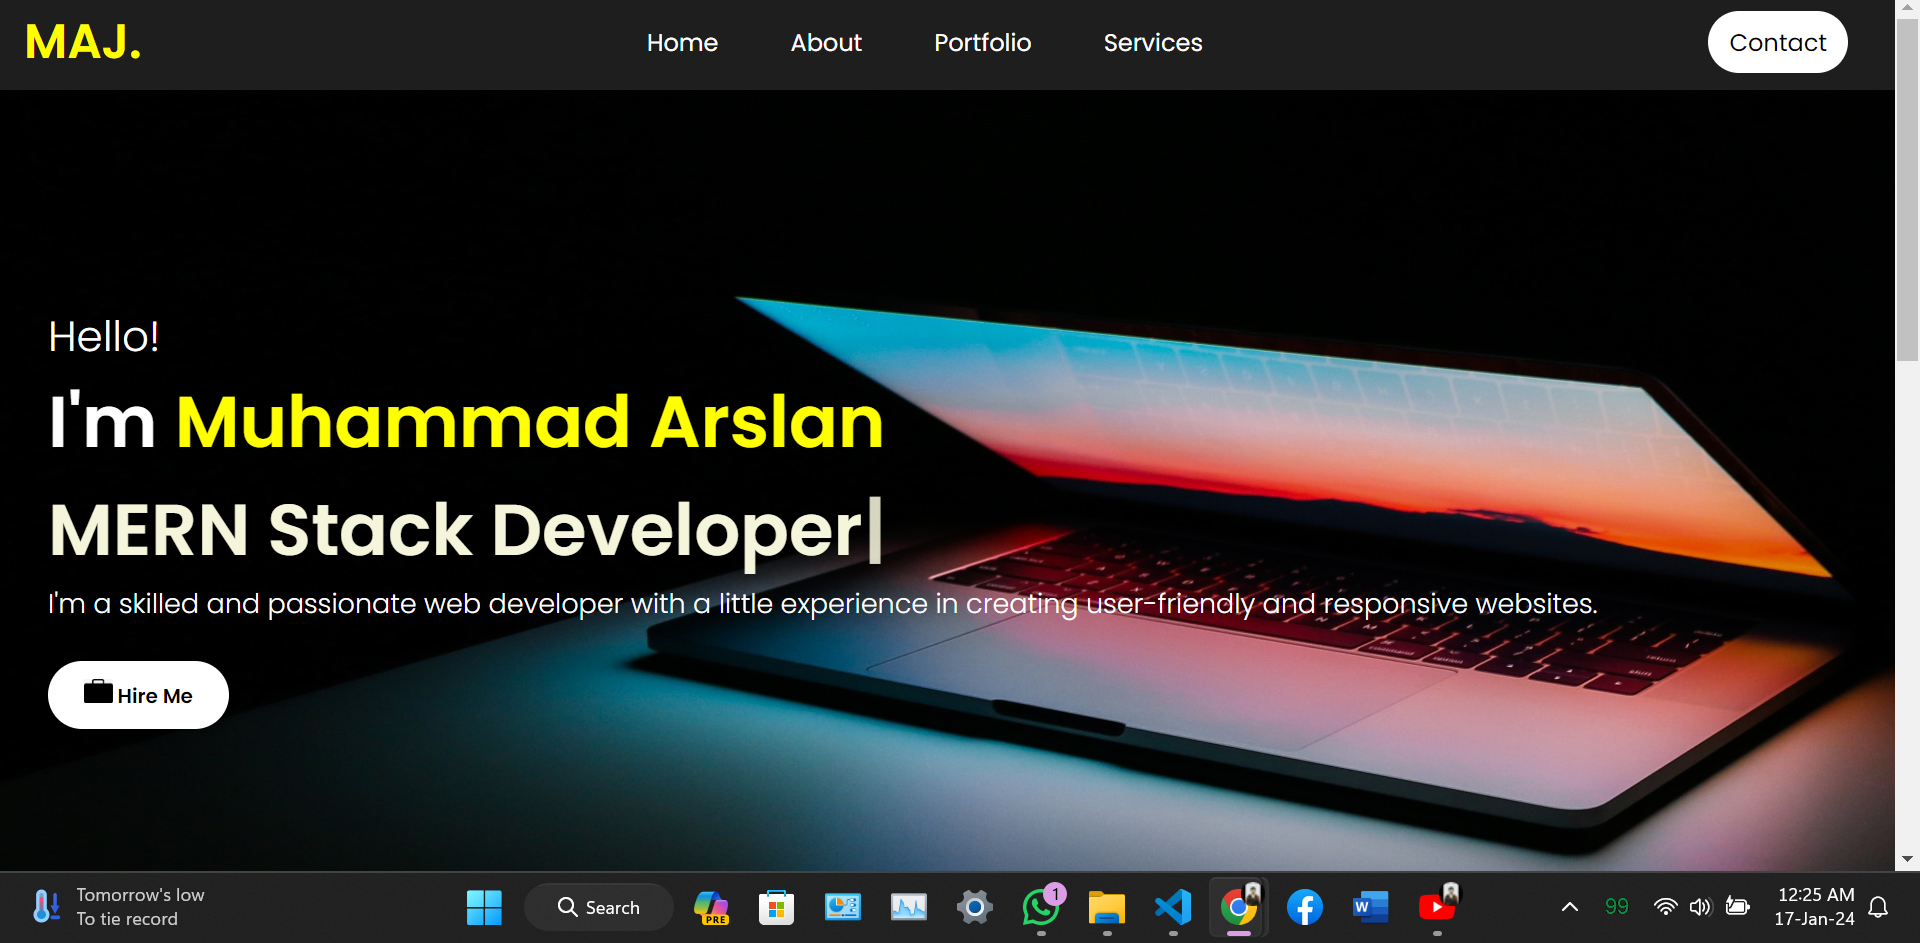 MAJ.
Home About Portfolio Services Contact
Hello!
I'm Muhammad Arslan
MERN Stack Developer|
I'm a skilled and passionate web developer with a little experience in creating user-friendly and responsive websites.
Hire Me
Tomorrow's low
To tie record
Search
PRE
1
W
99
12:25 AM
17-Jan-24